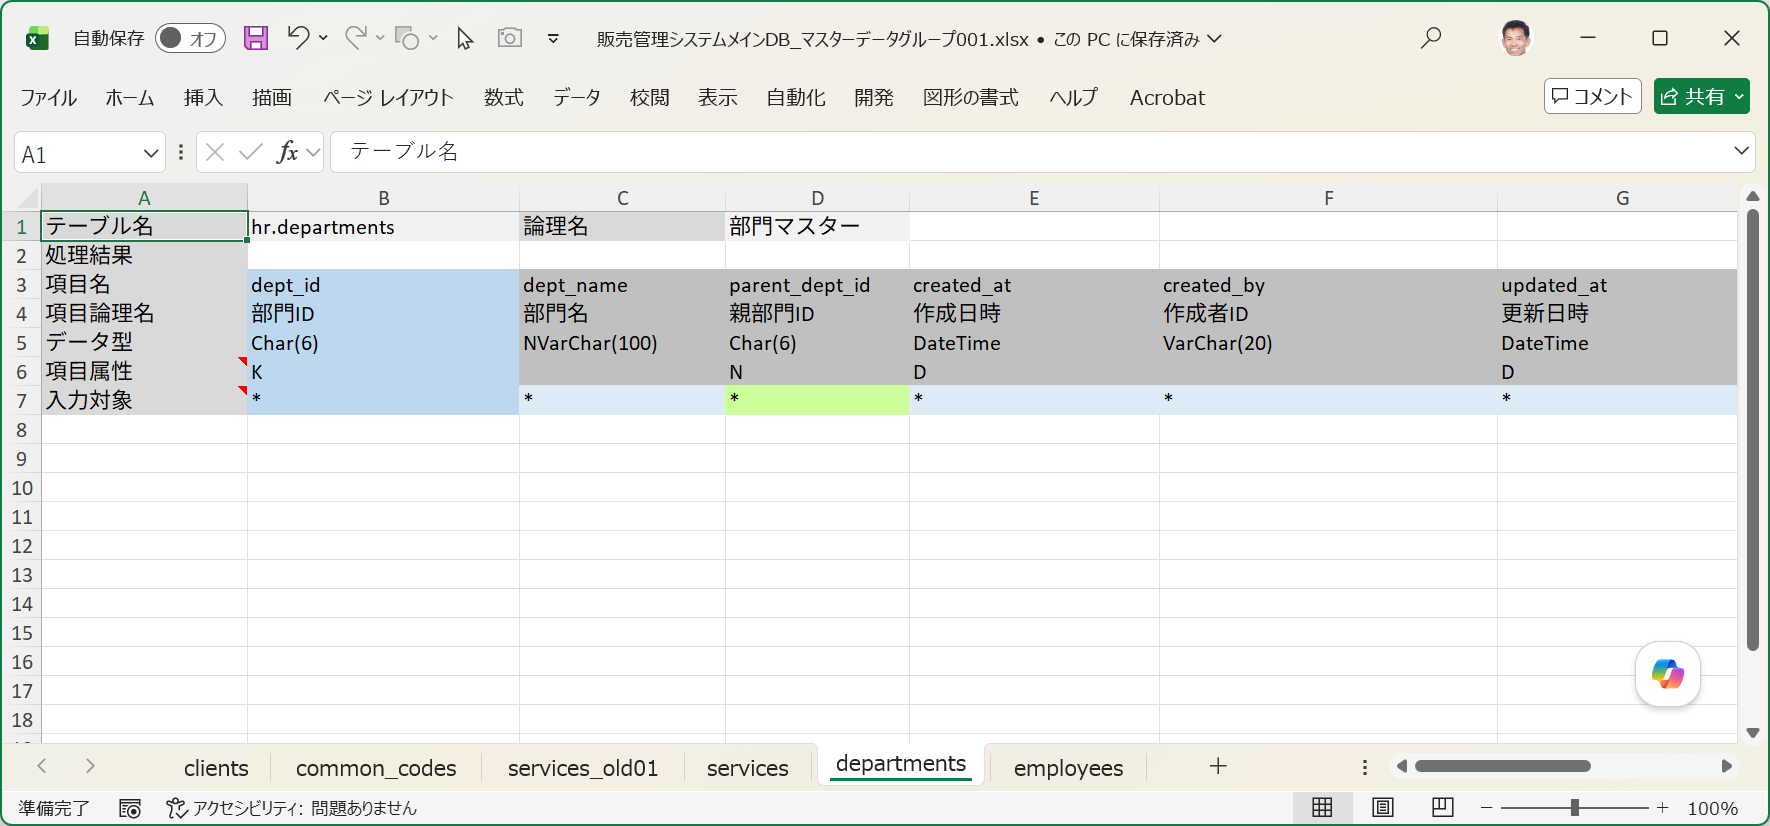 自動保存 オフ 販売管理システムメインDB_マスターデータグループ001.xlsx • この PC に保存済み
ファイル ホーム 挿入 描画 ページ レイアウト 数式 データ 校閲 表示 自動化 開発 図形の書式 ヘルプ Acrobat コメント 共有
A1 fx テーブル名
A B C D E F G
1 テーブル名 hr.departments 論理名 部門マスター
2 処理結果
3 項目名 dept_id dept_name parent_dept_id created_at created_by updated_at
4 項目論理名 部門ID 部門名 親部門ID 作成日時 作成者ID 更新日時
5 データ型 Char(6) NVarChar(100) Char(6) DateTime VarChar(20) DateTime
6 項目属性 K N D D
7 入力対象 * * * * * *
8
9
10
11
12
13
14
15
16
17
18
clients common_codes services_old01 services departments employees
準備完了 アクセシビリティ: 問題ありません 100%